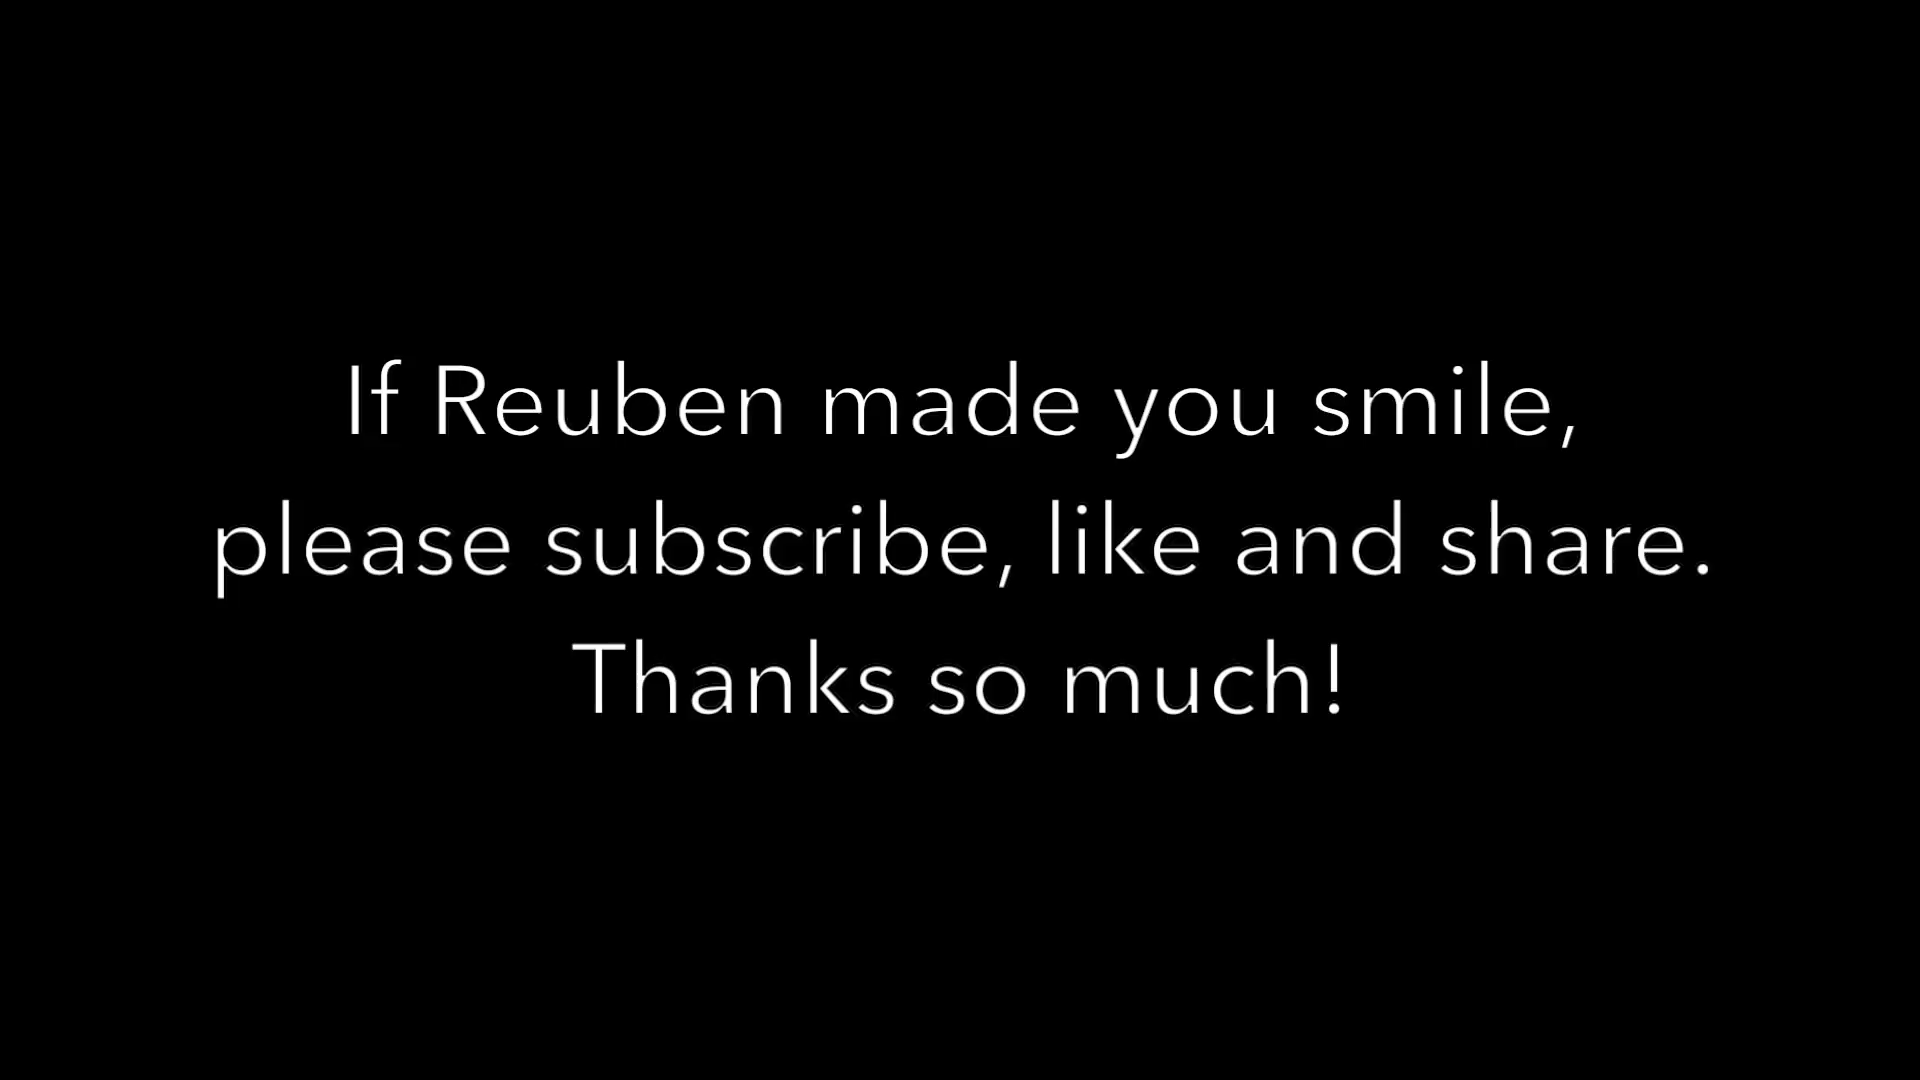 If Reuben made you smile,
please subscribe, like and share.
Thanks so much!